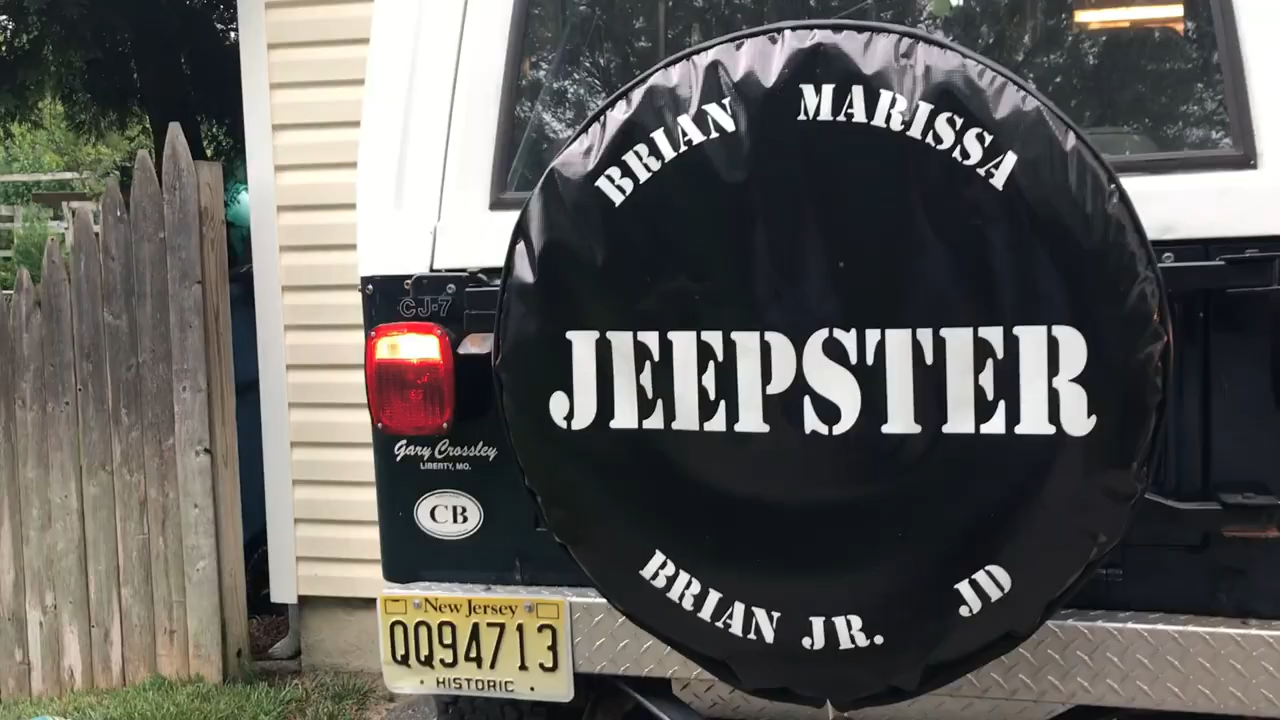 BRIAN MARISSA
JEEPSTER
BRIAN JR. JD
CJ-7
Gary Crossley
LIBERTY, MO.
CB
New Jersey
QQ94713
HISTORIC